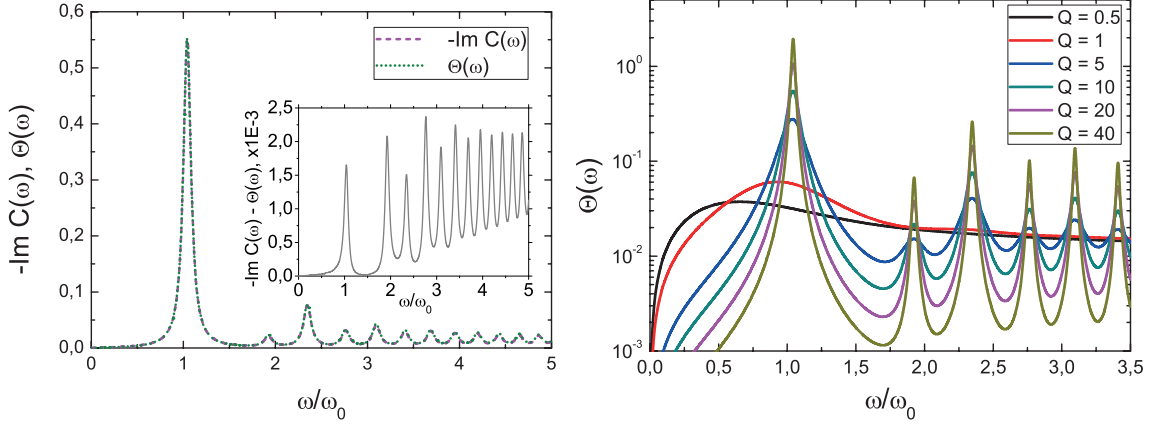 0,6
0,5
0,4
0,3
0,2
0,1
0,0
-Im C(ω), Θ(ω)
-Im C(ω)
Θ(ω)
2.5
2.0
1.5
1.0
0.5
0.0
-Im C(ω) - Θ(ω), x1E-3
0 1 2 3 4 5
ω/ω₀
0 1 2 3 4 5
ω/ω₀
10⁰
10⁻¹
10⁻²
10⁻³
Θ(ω)
Q = 0.5
Q = 1
Q = 5
Q = 10
Q = 20
Q = 40
0,0 0,5 1,0 1,5 2,0 2,5 3,0 3,5
ω/ω₀